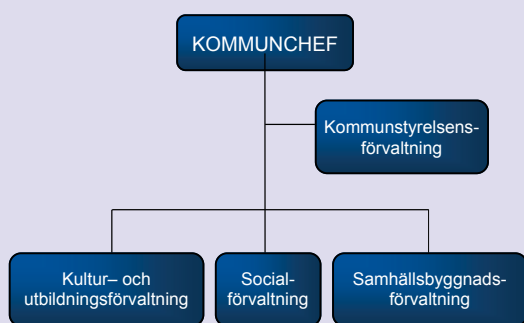 KOMMUNCHEF
Kommunstyrelsens-
förvaltning
Kultur– och
utbildningsförvaltning
Social-
förvaltning
Samhällsbyggnads-
förvaltning